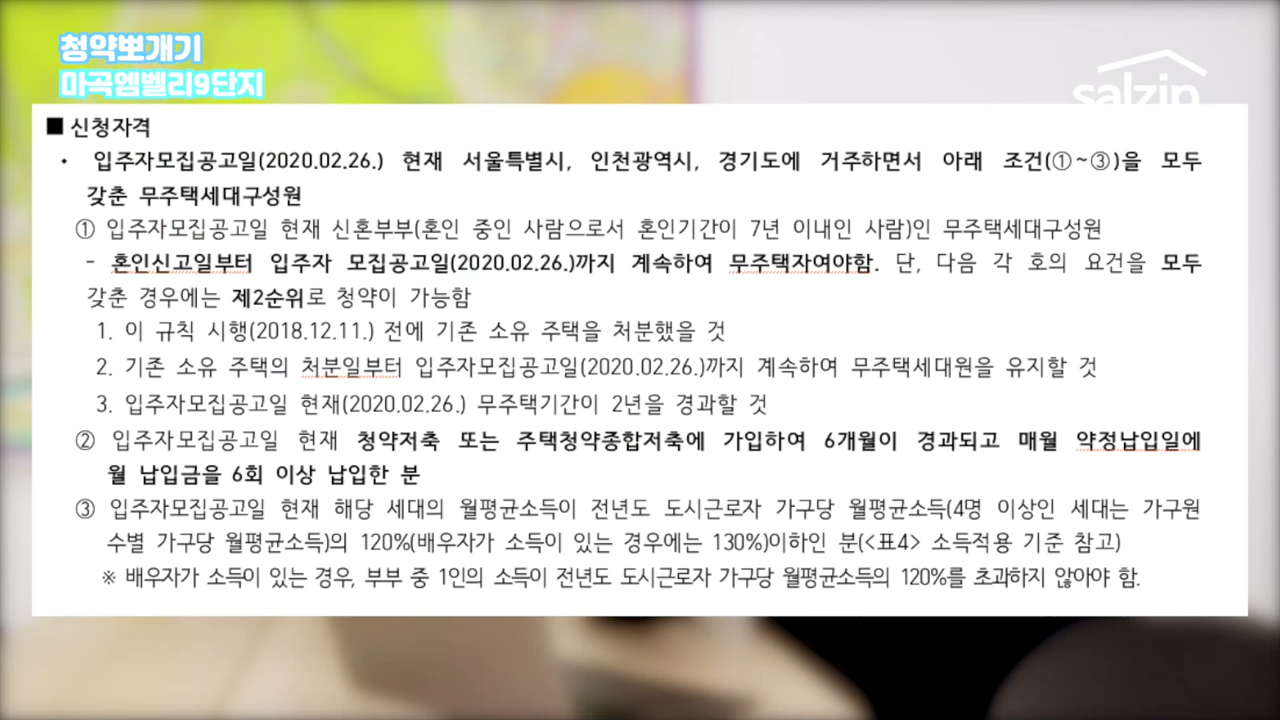 청약뽀개기
마곡엠벨리9단지
salzip
■ 신청자격
• 입주자모집공고일(2020.02.26.) 현재 서울특별시, 인천광역시, 경기도에 거주하면서 아래 조건(①~③)을 모두
갖춘 무주택세대구성원
① 입주자모집공고일 현재 신혼부부(혼인 중인 사람으로서 혼인기간이 7년 이내인 사람)인 무주택세대구성원
- 혼인신고일부터 입주자 모집공고일(2020.02.26.)까지 계속하여 무주택자여야함. 단, 다음 각 호의 요건을 모두
갖춘 경우에는 제2순위로 청약이 가능함
1. 이 규칙 시행(2018.12.11.) 전에 기존 소유 주택을 처분했을 것
2. 기존 소유 주택의 처분일부터 입주자모집공고일(2020.02.26.)까지 계속하여 무주택세대원을 유지할 것
3. 입주자모집공고일 현재(2020.02.26.) 무주택기간이 2년을 경과할 것
② 입주자모집공고일 현재 청약저축 또는 주택청약종합저축에 가입하여 6개월이 경과되고 매월 약정납입일에
월 납입금을 6회 이상 납입한 분
③ 입주자모집공고일 현재 해당 세대의 월평균소득이 전년도 도시근로자 가구당 월평균소득(4명 이상인 세대는 가구원
수별 가구당 월평균소득)의 120%(배우자가 소득이 있는 경우에는 130%)이하인 분(<표4> 소득적용 기준 참고)
※ 배우자가 소득이 있는 경우, 부부 중 1인의 소득이 전년도 도시근로자 가구당 월평균소득의 120%를 초과하지 않아야 함.